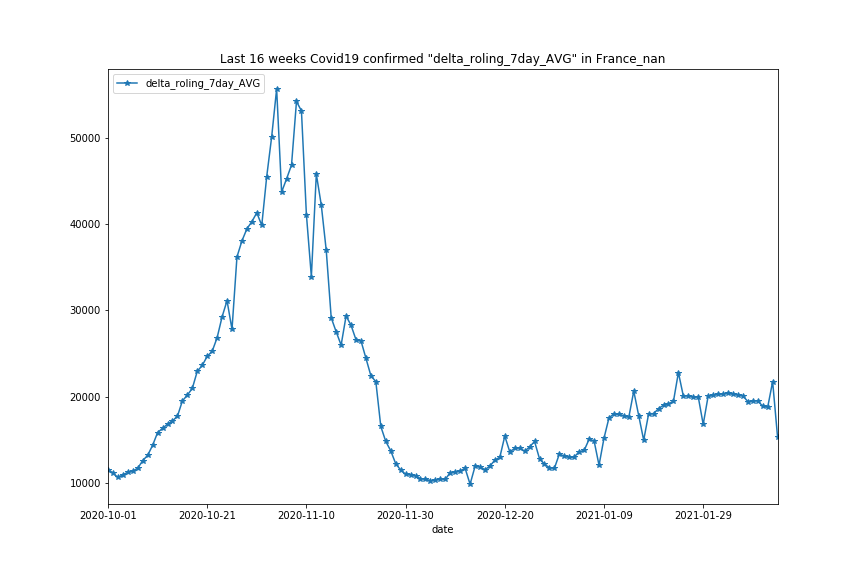 Last 16 weeks Covid19 confirmed "delta_roling_7day_AVG" in France_nan
delta_roling_7day_AVG
50000
40000
30000
20000
10000
2020-10-01 2020-10-21 2020-11-10 2020-11-30 2020-12-20 2021-01-09 2021-01-29
date